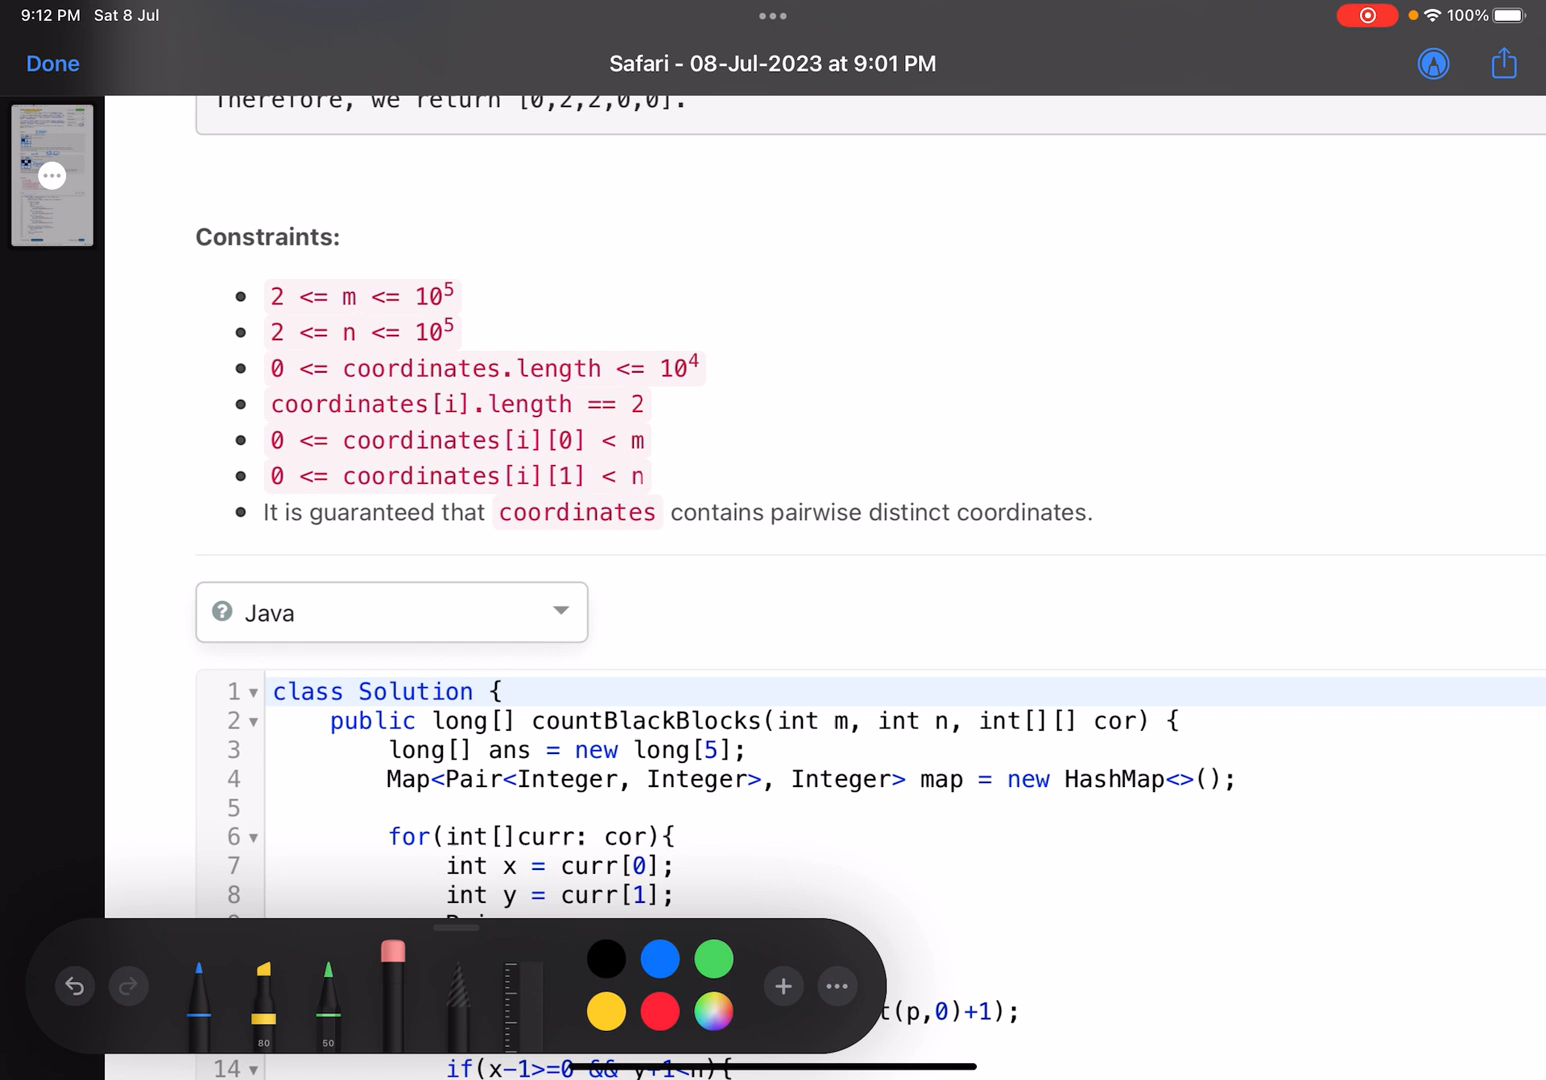 9:12 PM Sat 8 Jul
100%
Done
Safari - 08-Jul-2023 at 9:01 PM
Therefore, we return [0,2,2,0,0].
Constraints:
2 <= m <= 10⁵
2 <= n <= 10⁵
0 <= coordinates.length <= 10⁴
coordinates[i].length == 2
0 <= coordinates[i][0] < m
0 <= coordinates[i][1] < n
It is guaranteed that coordinates contains pairwise distinct coordinates.
Java
1 class Solution {
2 public long[] countBlackBlocks(int m, int n, int[][] cor) {
3 long[] ans = new long[5];
4 Map<Pair<Integer, Integer>, Integer> map = new HashMap<>();
5
6 for(int[]curr: cor){
7 int x = curr[0];
8 int y = curr[1];
(p,0)+1);
80
50
14 if(x-1>=0 && y+1<n){